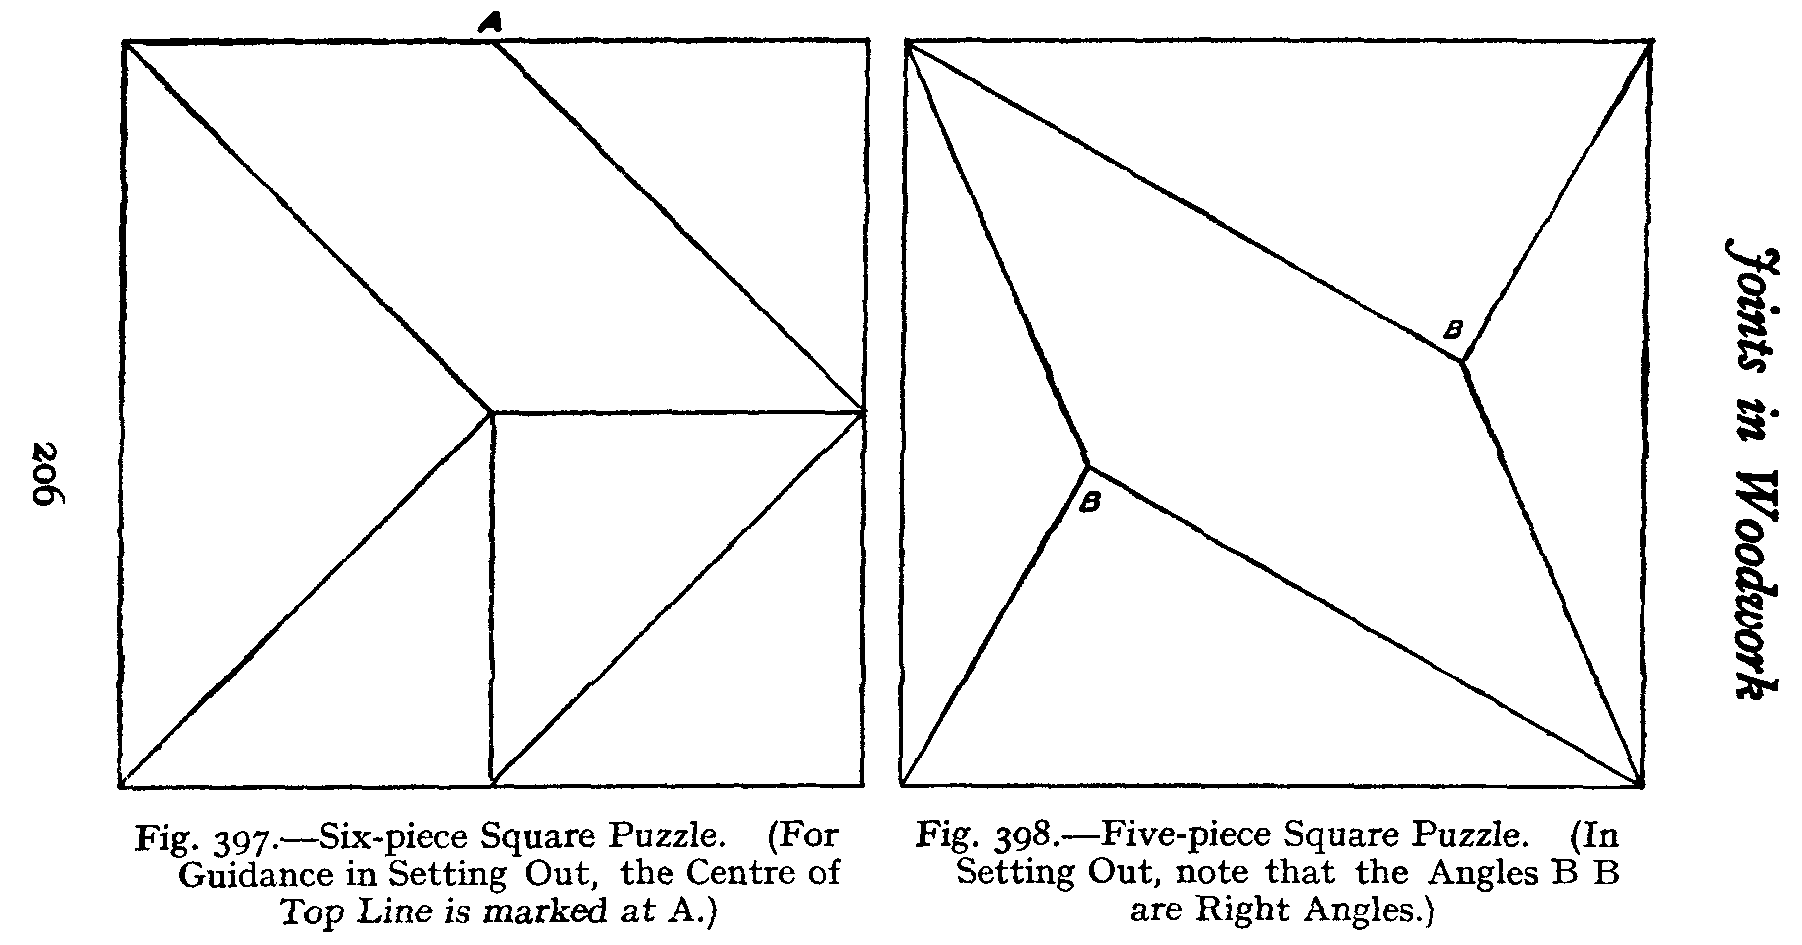 206
A
B
B
Fig. 397.—Six-piece Square Puzzle. (For
Guidance in Setting Out, the Centre of
Top Line is marked at A.)
Fig. 398.—Five-piece Square Puzzle. (In
Setting Out, note that the Angles B B
are Right Angles.)
Joints in Woodwork